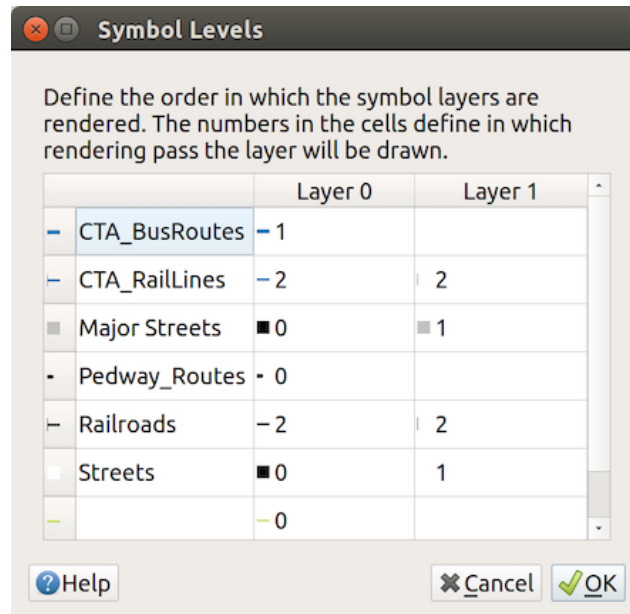 Symbol Levels
Define the order in which the symbol layers are
rendered. The numbers in the cells define in which
rendering pass the layer will be drawn.
Layer 0 Layer 1
CTA_BusRoutes 1
CTA_RailLines 2 2
Major Streets 0 1
Pedway_Routes 0
Railroads 2 2
Streets 0 1
0
Help Cancel OK